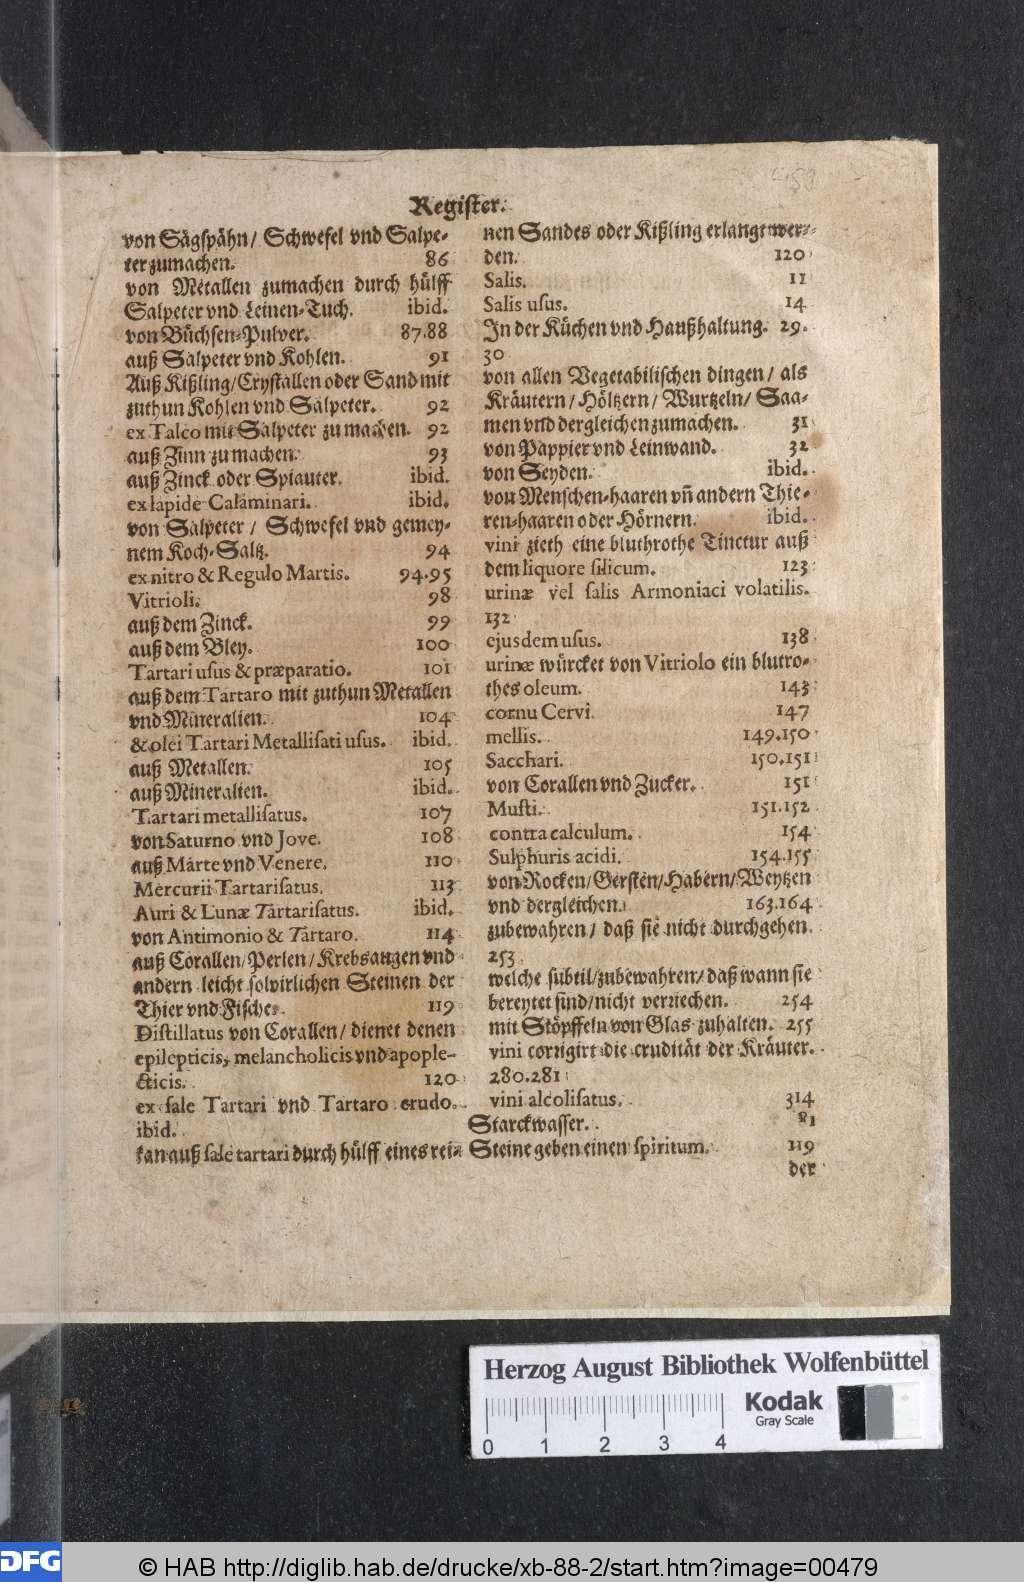 Register.
von Sägspähn/ Schwefel vnd Salpe-
ter zumachen. 86
von Metallen zumachen durch hülff
Salpeter vnd Leinen-Tuch. ibid.
von Büchsen-Pulver. 87.88
auß Salpeter vnd Kohlen. 91
Auß Kißling/ Crystallen oder Sand mit
zuthun Kohlen vnd Salpeter. 92
ex Talco mit Salpeter zu machen. 92
auß Zinn zu machen. 93
auß Zinck oder Spiauter. ibid.
ex lapide Calaminari. ibid.
von Salpeter / Schwefel vnd gemey-
nem Koch-Saltz. 94
ex nitro & Regulo Martis. 94.95
Vitrioli. 98
auß dem Zinck. 99
auß dem Bley. 100
Tartari usus & præparatio. 101
auß dem Tartaro mit zuthun Metallen
vnd Mineralien. 104
& olei Tartari Metallisati usus. ibid.
auß Metallen. 105
auß Mineralien. ibid.
Tartari metallisatus. 107
von Saturno vnd Jove. 108
auß Marte vnd Venere. 110
Mercurii Tartarisatus. 113
Auri & Lunæ Tartarisatus. ibid.
von Antimonio & Tartaro. 114
auß Corallen/ Perlen/ Krebsaugen vnd
andern leicht solvirlichen Steinen der
Thier vnd Fische. 119
Distillatus von Corallen/ dienet denen
epilepticis, melancholicis vnd apople-
cticis. 120
ex sale Tartari vnd Tartaro crudo.
ibid.
kan auß sale tartari durch hülff eines rei-
nen Sandes oder Kißling erlangt wer-
den. 120
Salis. 11
Salis usus. 14
In der Küchen vnd Haußhaltung. 29.
30
von allen Vegetabilischen dingen/ als
Kräutern/ Höltzern/ Wurtzeln/ Saa-
men vnd dergleichen zumachen. 31
von Pappier vnd Leinwand. 32
von Seyden. ibid.
von Menschen-haaren vñ andern Thie-
ren-haaren oder Hörnern. ibid.
vini zieth eine bluthrothe Tinctur auß
dem liquore silicum. 123
urinæ vel salis Armoniaci volatilis.
132
ejusdem usus. 138
urinæ würcket von Vitriolo ein blutro-
thes oleum. 143
cornu Cervi. 147
mellis. 149.150
Sacchari. 150.151
von Corallen vnd Zucker. 151
Musti. 151.152
contra calculum. 154
Sulphuris acidi. 154.155
von Rocken/ Gersten/ Habern/ Weytzen
vnd dergleichen. 163.164
zubewahren/ daß sie nicht durchgehen.
253
welche subtil/ zubewahren/ daß wann sie
bereytet sind/ nicht verriechen. 254
mit Stöpffeln von Glas zuhalten. 255
vini corrigirt die crudität der Kräuter.
280.281
vini alcolisatus. 314
Starckwasser. 81
Steine geben einen spiritum. 119
der
Herzog August Bibliothek Wolfenbüttel
Kodak
Gray Scale
0 1 2 3 4
DFG
© HAB http://diglib.hab.de/drucke/xb-88-2/start.htm?image=00479